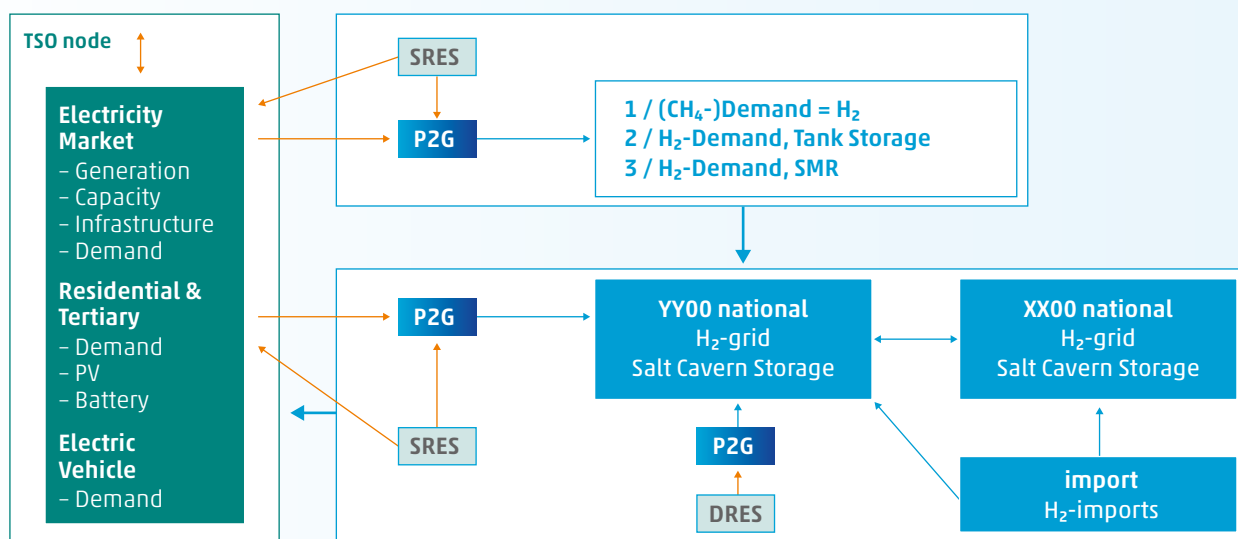 TSO node
Electricity
Market
– Generation
– Capacity
– Infrastructure
– Demand
Residential &
Tertiary
– Demand
– PV
– Battery
Electric
Vehicle
– Demand
SRES
P2G
1 / (CH₄-)Demand = H₂
2 / H₂-Demand, Tank Storage
3 / H₂-Demand, SMR
P2G
SRES
YY00 national
H₂-grid
Salt Cavern Storage
XX00 national
H₂-grid
Salt Cavern Storage
P2G
DRES
import
H₂-imports